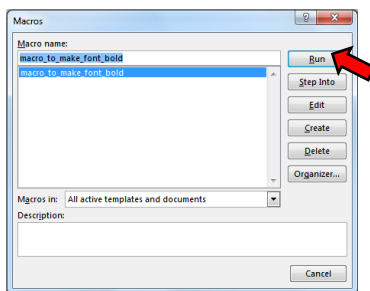 Macros
Macro name:
macro_to_make_font_bold
Run
macro_to_make_font_bold
Step Into
Edit
Create
Delete
Organizer...
Macros in: All active templates and documents
Description:
Cancel